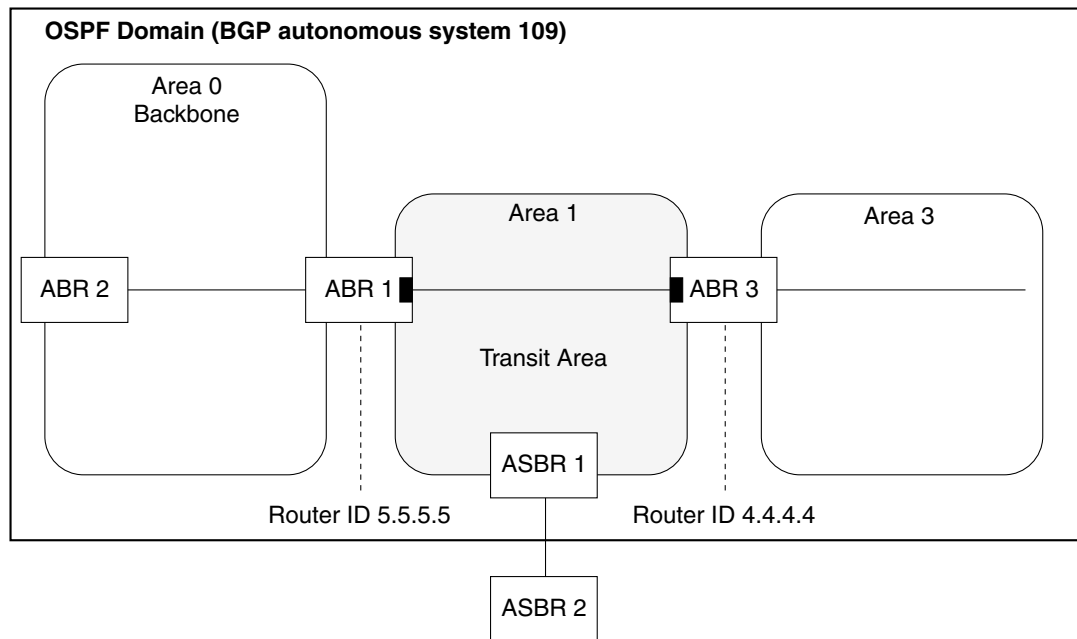 OSPF Domain (BGP autonomous system 109)
Area 0
Backbone
Area 1
Area 3
ABR 2
ABR 1
ABR 3
Transit Area
ASBR 1
Router ID 5.5.5.5
Router ID 4.4.4.4
ASBR 2